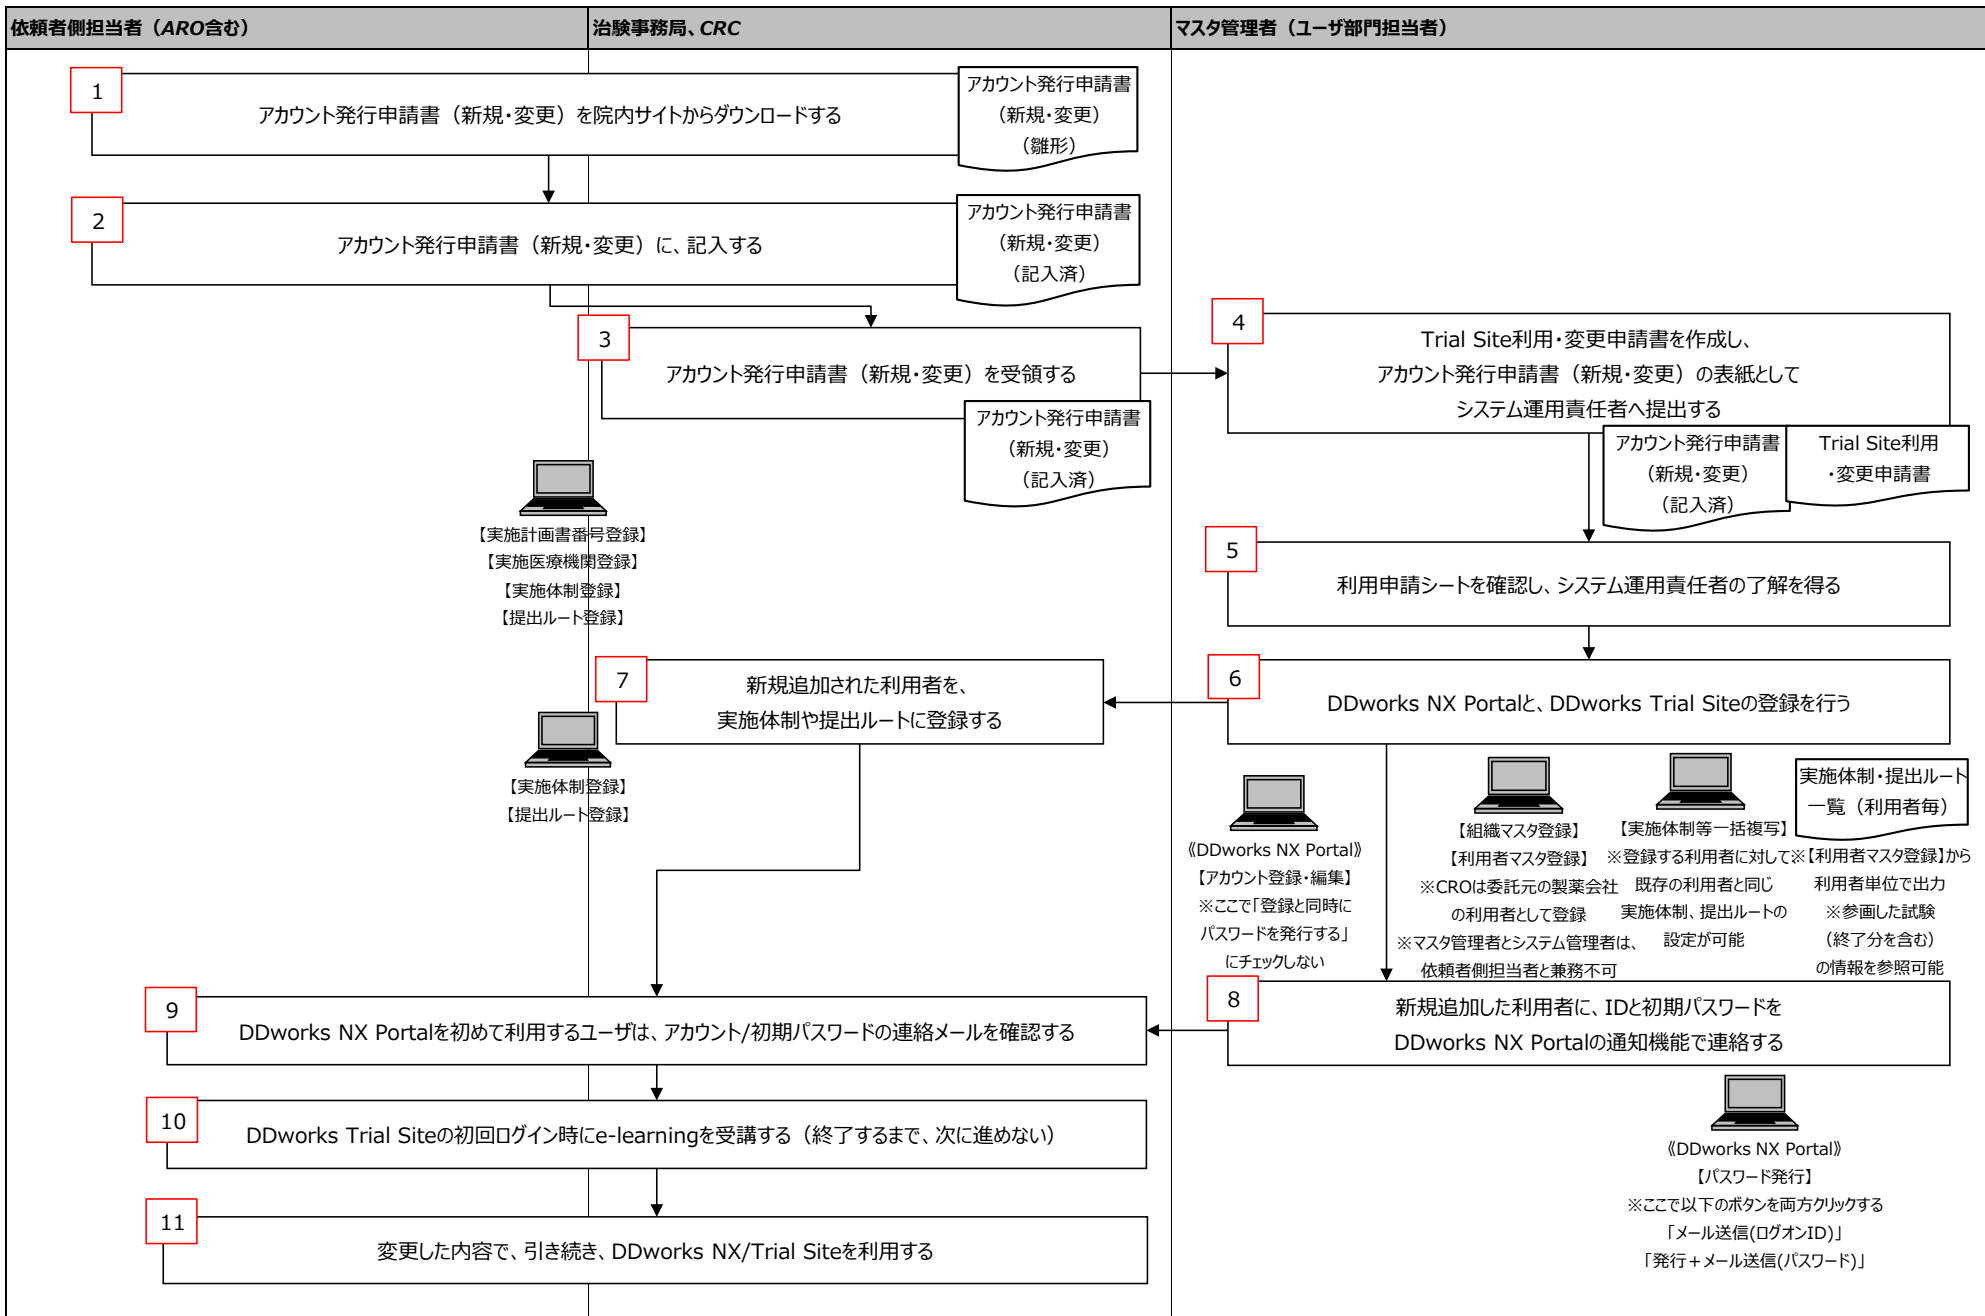 依頼者側担当者（ARO含む）
治験事務局、CRC
マスタ管理者（ユーザ部門担当者）
1
アカウント発行申請書（新規・変更）を院内サイトからダウンロードする
アカウント発行申請書
（新規・変更）
（雛形）
2
アカウント発行申請書（新規・変更）に、記入する
アカウント発行申請書
（新規・変更）
（記入済）
3
アカウント発行申請書（新規・変更）を受領する
アカウント発行申請書
（新規・変更）
（記入済）
4
Trial Site利用・変更申請書を作成し、
アカウント発行申請書（新規・変更）の表紙として
システム運用責任者へ提出する
アカウント発行申請書
（新規・変更）
（記入済）
Trial Site利用
・変更申請書
【実施計画書番号登録】
【実施医療機関登録】
【実施体制登録】
【提出ルート登録】
5
利用申請シートを確認し、システム運用責任者の了解を得る
6
DDworks NX Portalと、DDworks Trial Siteの登録を行う
7
新規追加された利用者を、
実施体制や提出ルートに登録する
【実施体制登録】
【提出ルート登録】
《DDworks NX Portal》
【アカウント登録・編集】
※ここで「登録と同時に
パスワードを発行する」
にチェックしない
【組織マスタ登録】
【利用者マスタ登録】
※CROは委託元の製薬会社
の利用者として登録
※マスタ管理者とシステム管理者は、
依頼者側担当者と兼務不可
【実施体制等一括複写】
※登録する利用者に対して、
既存の利用者と同じ
実施体制、提出ルートの
設定が可能
実施体制・提出ルート
一覧（利用者毎）
※【利用者マスタ登録】から
利用者単位で出力
※参画した試験
（終了分を含む）
の情報を参照可能
8
新規追加した利用者に、IDと初期パスワードを
DDworks NX Portalの通知機能で連絡する
《DDworks NX Portal》
【パスワード発行】
※ここで以下のボタンを両方クリックする
「メール送信(ログオンID)」
「発行＋メール送信(パスワード)」
9
DDworks NX Portalを初めて利用するユーザは、アカウント/初期パスワードの連絡メールを確認する
10
DDworks Trial Siteの初回ログイン時にe-learningを受講する（終了するまで、次に進めない）
11
変更した内容で、引き続き、DDworks NX/Trial Siteを利用する